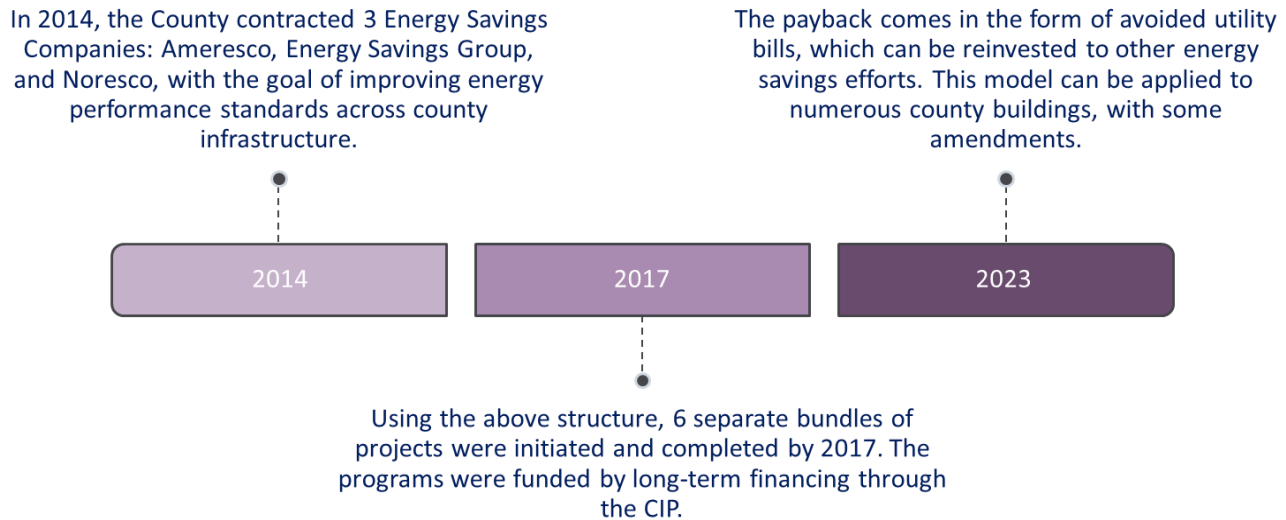 In 2014, the County contracted 3 Energy Savings
Companies: Ameresco, Energy Savings Group,
and Noresco, with the goal of improving energy
performance standards across county
infrastructure.
The payback comes in the form of avoided utility
bills, which can be reinvested to other energy
savings efforts. This model can be applied to
numerous county buildings, with some
amendments.
2014
2017
2023
Using the above structure, 6 separate bundles of
projects were initiated and completed by 2017. The
programs were funded by long-term financing through
the CIP.